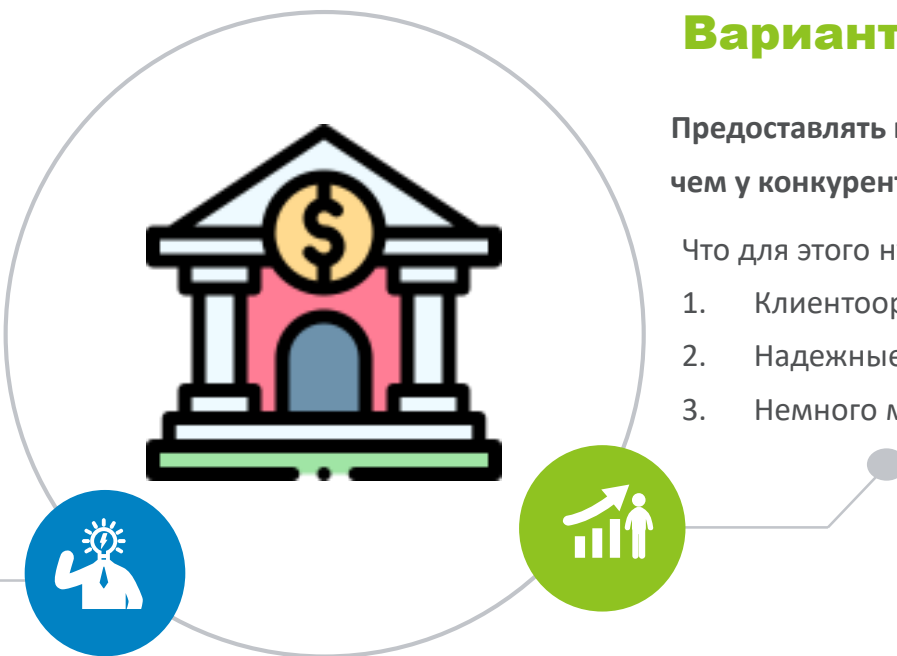 Вариант
Предоставлять
чем у конкурент
Что для этого
1. Клиентоор
2. Надежные
3. Немного